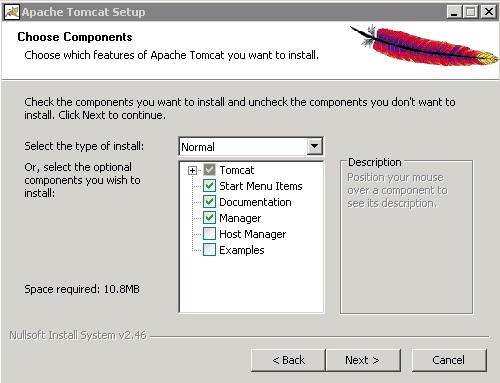 Apache Tomcat Setup
Choose Components
Choose which features of Apache Tomcat you want to install.
Check the components you want to install and uncheck the components you don't want to
install. Click Next to continue.
Select the type of install:
Normal
Or, select the optional
components you wish to
install:
Tomcat
Start Menu Items
Documentation
Manager
Host Manager
Examples
Description
Position your mouse
over a component to
see its description.
Space required: 10.8MB
Nullsoft Install System v2.46
< Back
Next >
Cancel